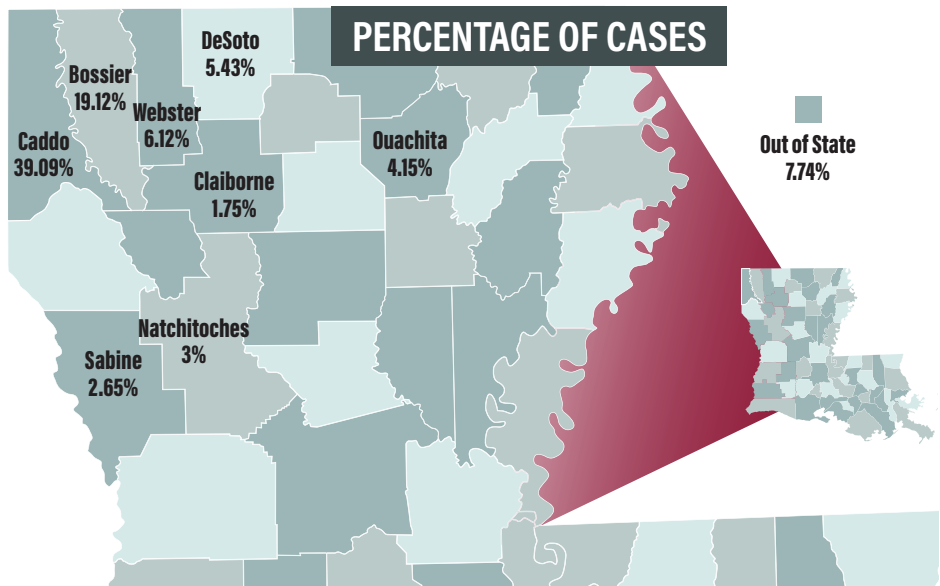 PERCENTAGE OF CASES
DeSoto
5.43%
Bossier
19.12%
Webster
6.12%
Caddo
39.09%
Ouachita
4.15%
Out of State
7.74%
Claiborne
1.75%
Natchitoches
3%
Sabine
2.65%